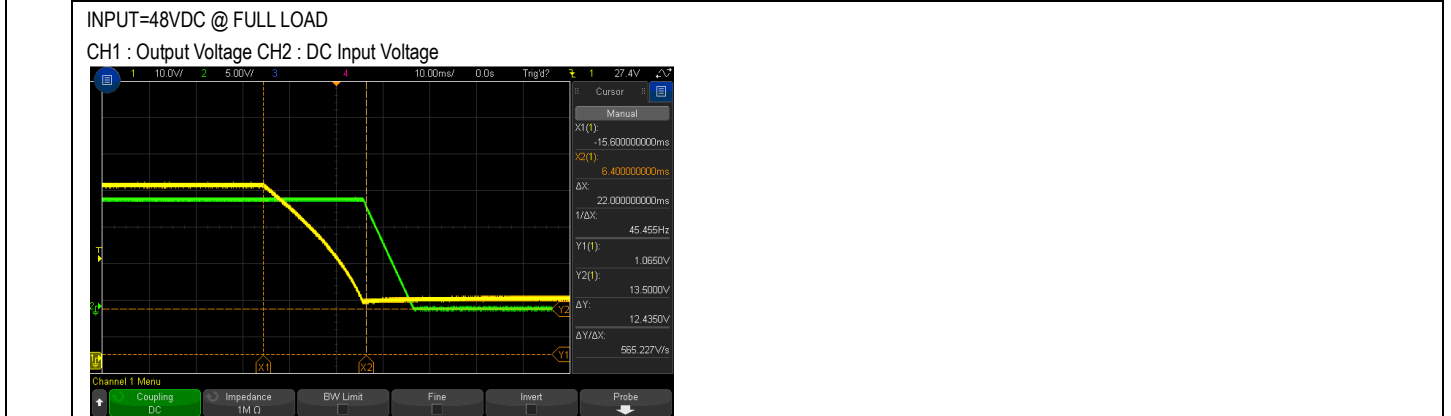 INPUT=48VDC @ FULL LOAD
CH1 : Output Voltage CH2 : DC Input Voltage
1 10.0V/ 2 5.00V/ 3 4 10.00ms/ 0.0s Trig'd? 1 27.4V
Cursor
Manual
X1(1):
-15.600000000ms
X2(1):
6.400000000ms
ΔX:
22.000000000ms
1/ΔX:
45.455Hz
Y1(1):
1.0650V
Y2(1):
13.5000V
ΔY:
12.4350V
ΔY/ΔX:
565.227V/s
T
2
Y2
Y1
X1 X2
Channel 1 Menu
Coupling Impedance BW Limit Fine Invert Probe
DC 1M Ω